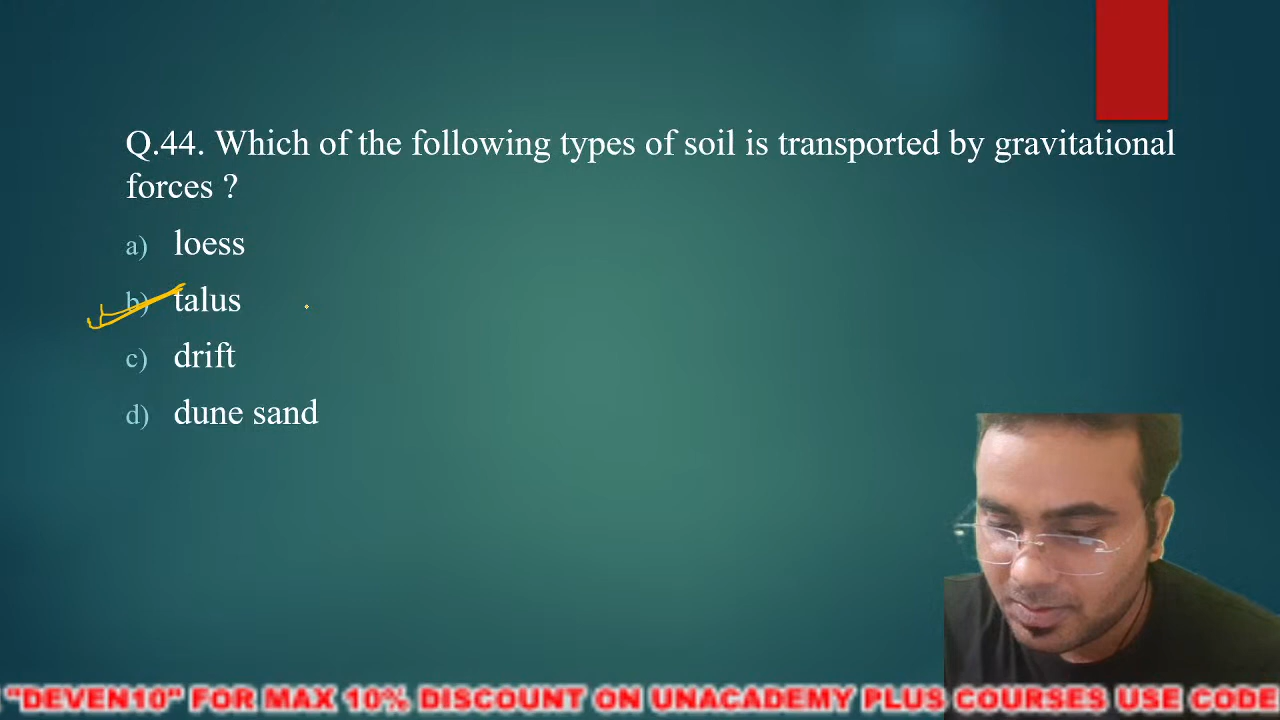 Q.44. Which of the following types of soil is transported by gravitational
forces ?
a) loess
b) talus
c) drift
d) dune sand
"DEVEN10" FOR MAX 10% DISCOUNT ON UNACADEMY PLUS COURSES USE CODE